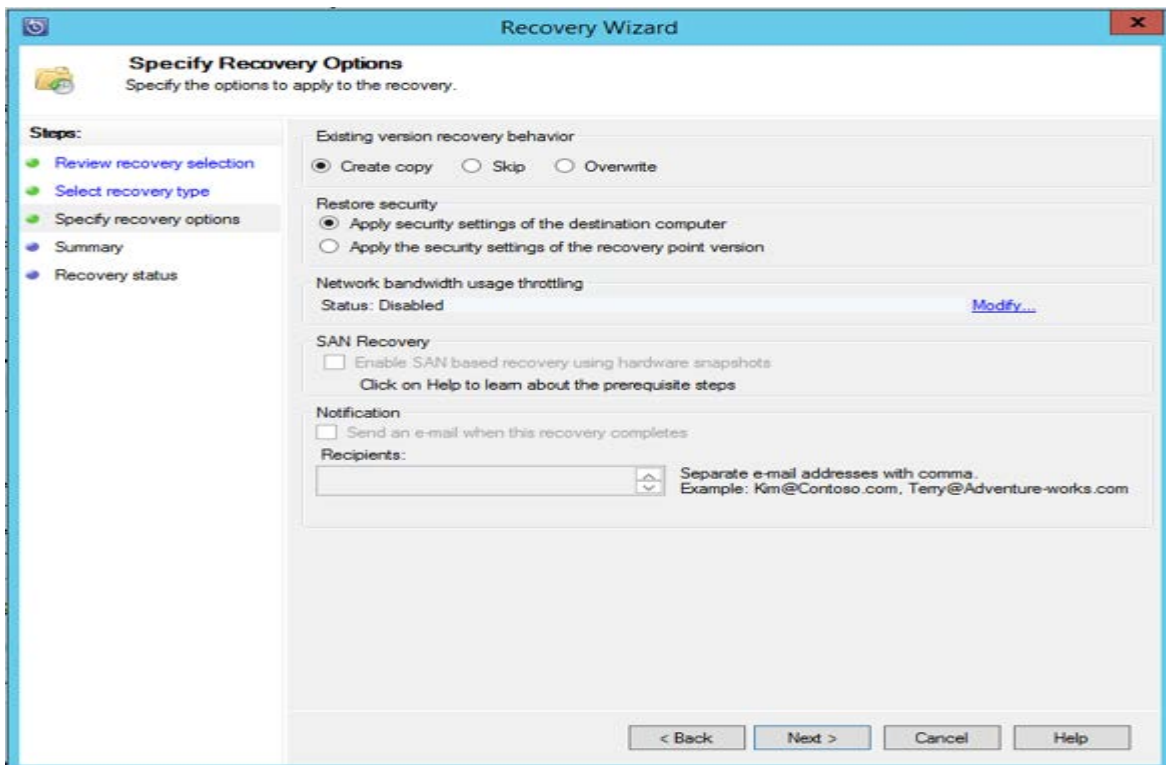 Recovery Wizard
x
Specify Recovery Options
Specify the options to apply to the recovery.
Steps:
Review recovery selection
Select recovery type
Specify recovery options
Summary
Recovery status
Existing version recovery behavior
Create copy Skip Overwrite
Restore security
Apply security settings of the destination computer
Apply the security settings of the recovery point version
Network bandwidth usage throttling
Status: Disabled Modify...
SAN Recovery
Enable SAN based recovery using hardware snapshots
Click on Help to learn about the prerequisite steps
Notification
Send an e-mail when this recovery completes
Recipients:
Separate e-mail addresses with comma.
Example: Kim@Contoso.com, Terry@Adventure-works.com
< Back Next > Cancel Help